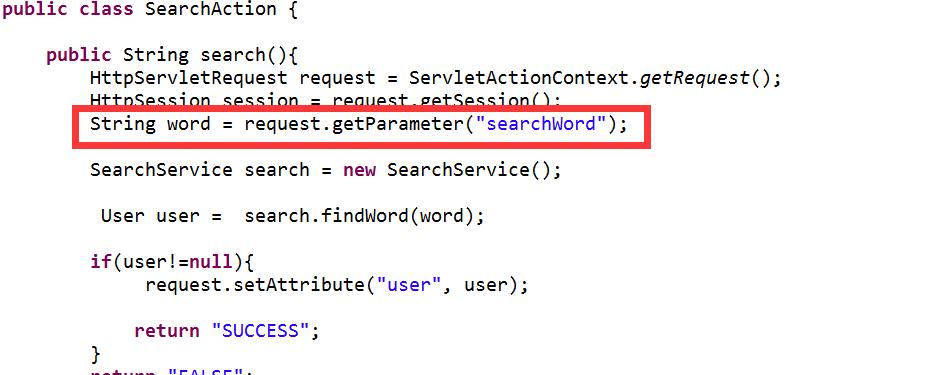 public class SearchAction {
public String search(){
HttpServletRequest request = ServletActionContext.getRequest();
HttpSession session = request.getSession();
String word = request.getParameter("searchWord");
SearchService search = new SearchService();
User user =  search.findWord(word);
if(user!=null){
request.setAttribute("user", user);
return "SUCCESS";
}
return "FALSE";